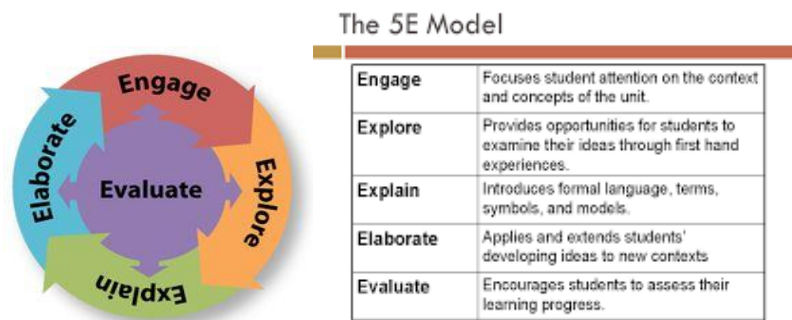 The 5E Model
Engage
Explore
Explain
Elaborate
Evaluate
Engage
Focuses student attention on the context
and concepts of the unit.
Explore
Provides opportunities for students to
examine their ideas through first hand
experiences.
Explain
Introduces formal language, terms,
symbols, and models.
Elaborate
Applies and extends students'
developing ideas to new contexts
Evaluate
Encourages students to assess their
learning progress.